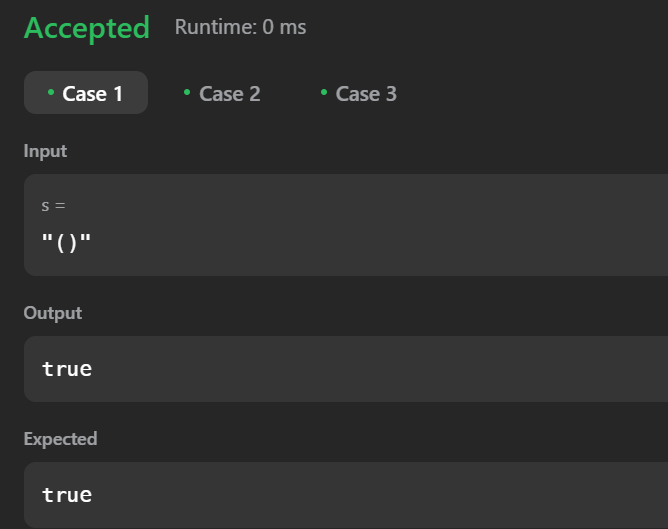 Accepted Runtime: 0 ms
• Case 1 • Case 2 • Case 3
Input
s =
"()"
Output
true
Expected
true